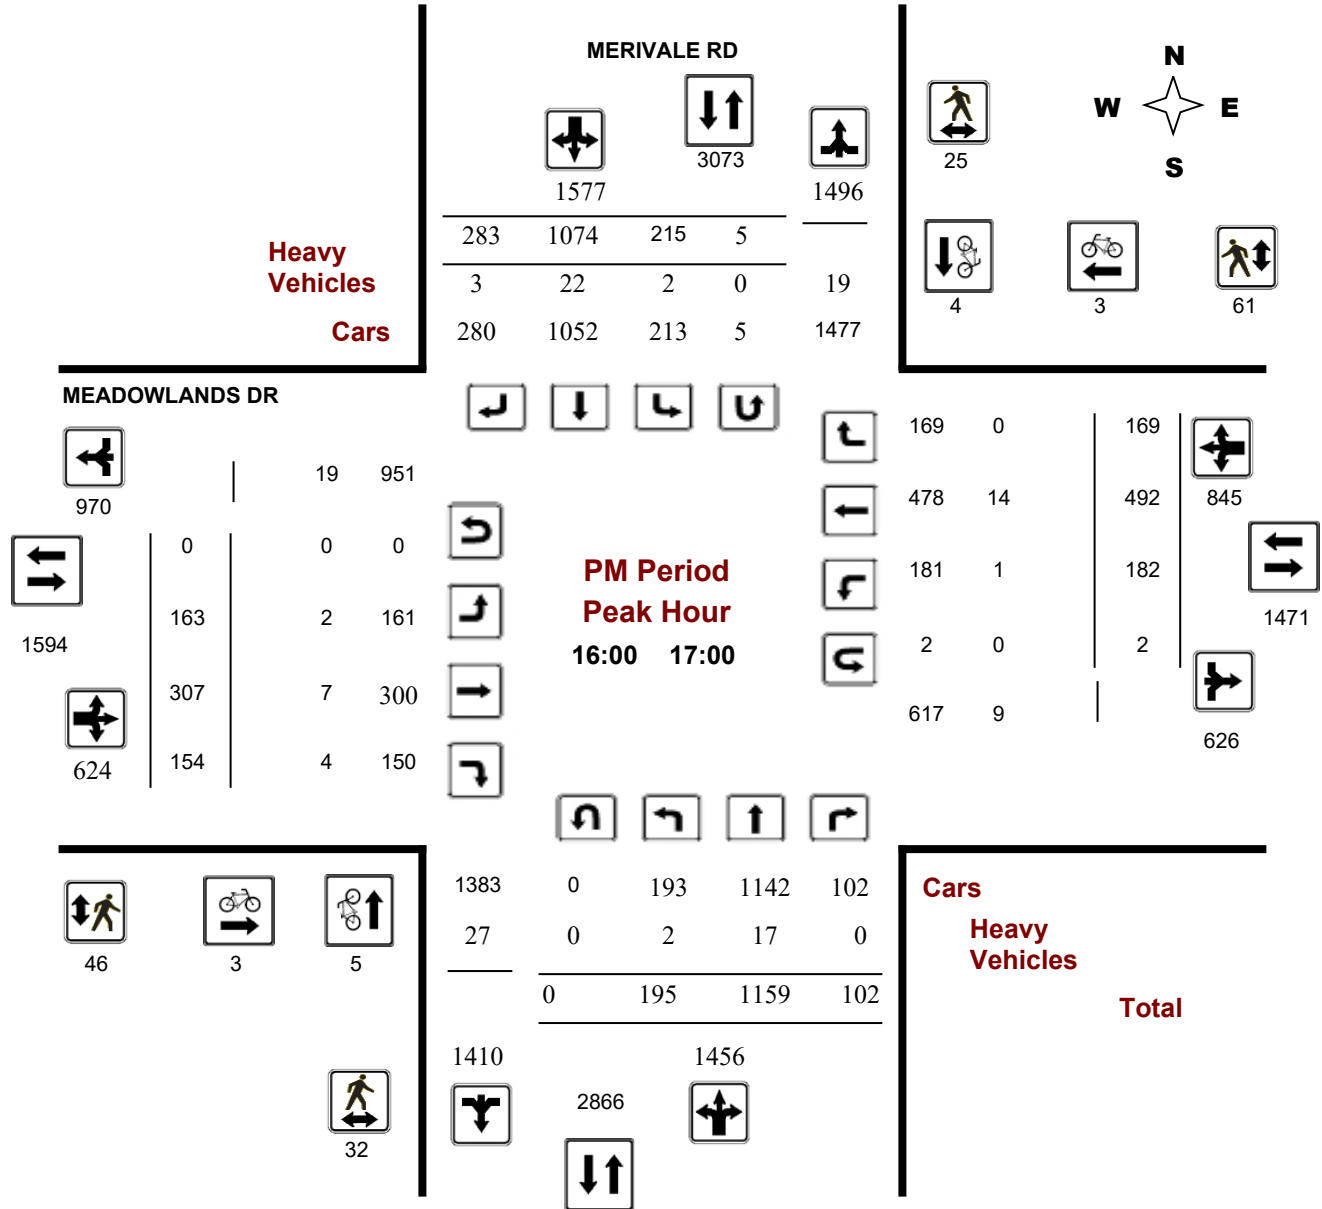 MERIVALE RD
N
W E
S
3073
25
1577 1496
283 1074 215 5
Heavy
Vehicles 3 22 2 0 19
4 3 61
Cars 280 1052 213 5 1477
MEADOWLANDS DR
169 0 169
19 951
970
478 14 492 845
0 0 0
PM Period
181 1 182
Peak Hour
163 2 161
1594
16:00 17:00
1471
2 0 2
307 7 300
617 9
626
624 154 4 150
1383 0 193 1142 102 Cars
27 0 2 17 0 Heavy
Vehicles
46 3 5
0 195 1159 102
Total
1410 1456
2866
32